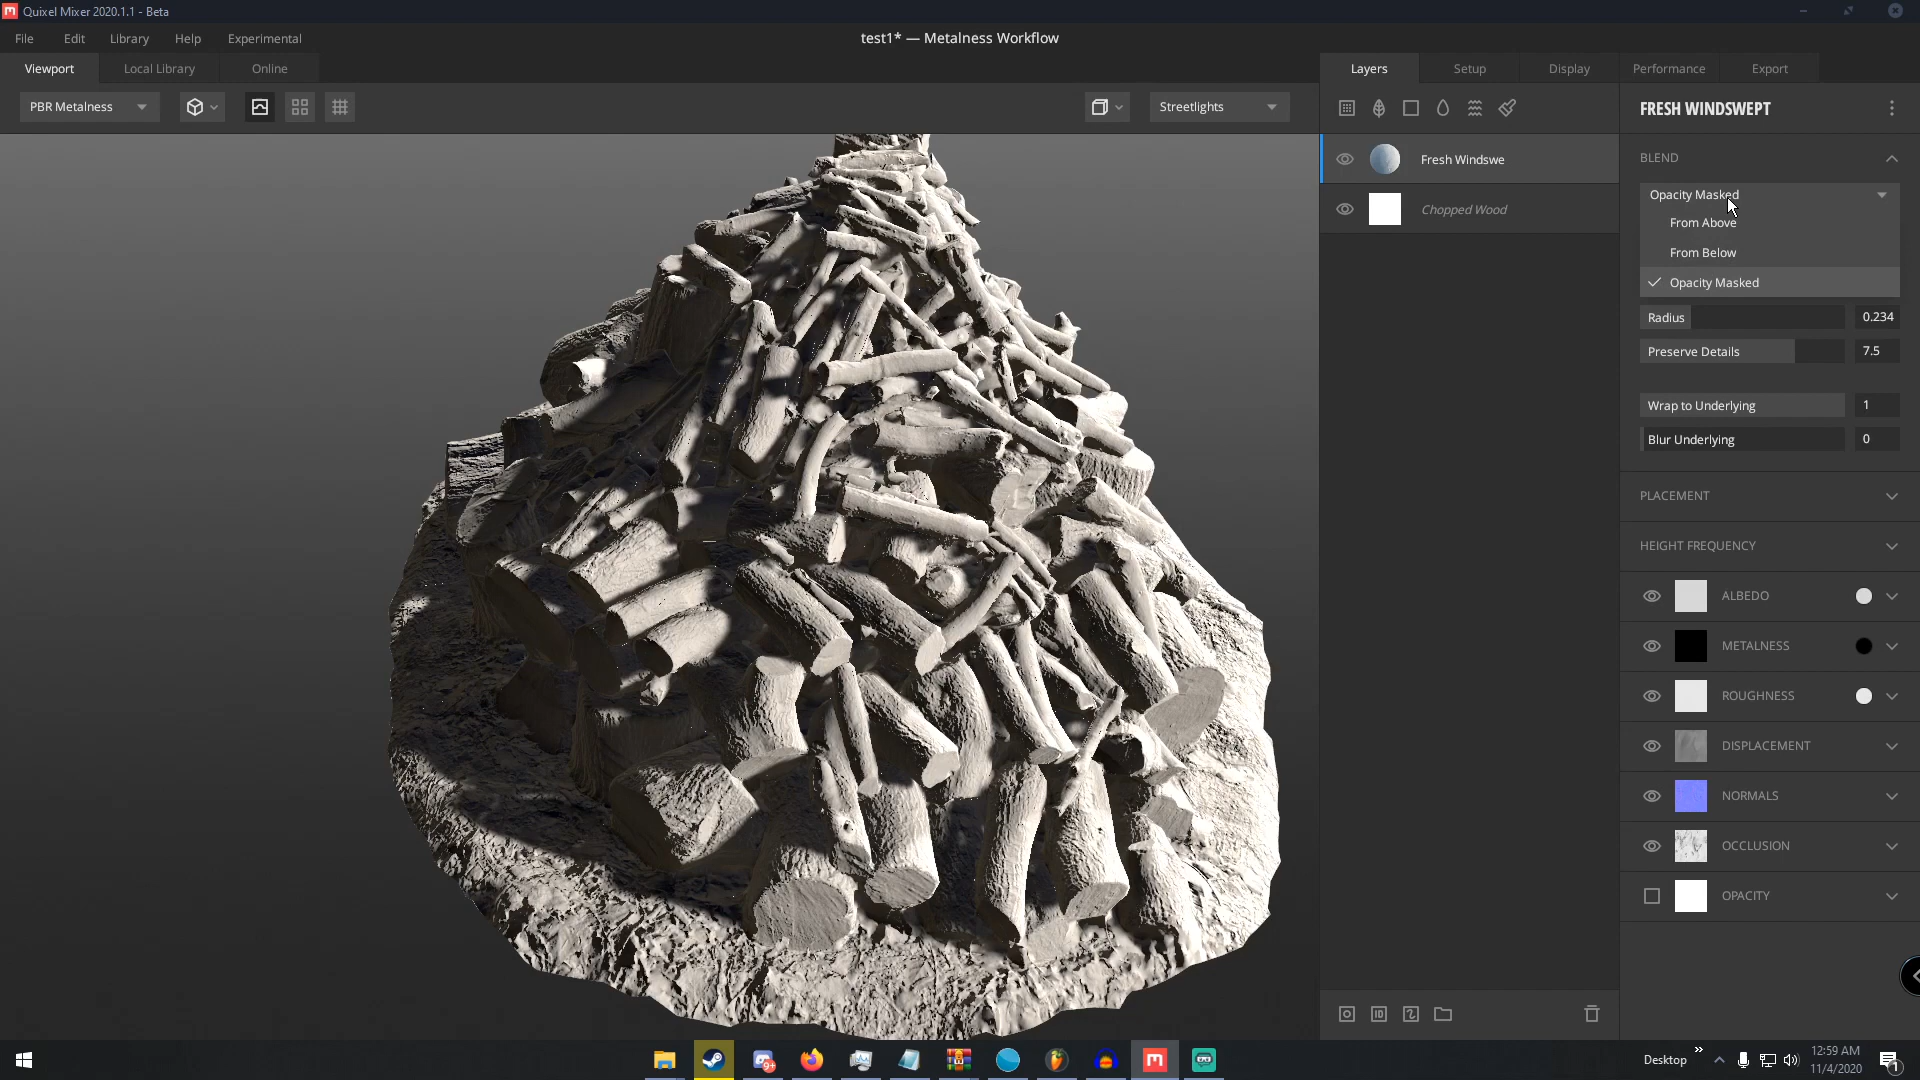 Quixel Mixer 2020.1.1 - Beta
File Edit Library Help Experimental
test1* — Metalness Workflow
Viewport Local Library Online
Layers Setup Display Performance Export
PBR Metalness
Streetlights
FRESH WINDSWEPT
BLEND
Fresh Windswe
Chopped Wood
Opacity Masked
From Above
From Below
Opacity Masked
Radius 0.234
Preserve Details 7.5
Wrap to Underlying 1
Blur Underlying 0
PLACEMENT
HEIGHT FREQUENCY
ALBEDO
METALNESS
ROUGHNESS
DISPLACEMENT
NORMALS
OCCLUSION
OPACITY
Desktop
12:59 AM
11/4/2020
9+
1